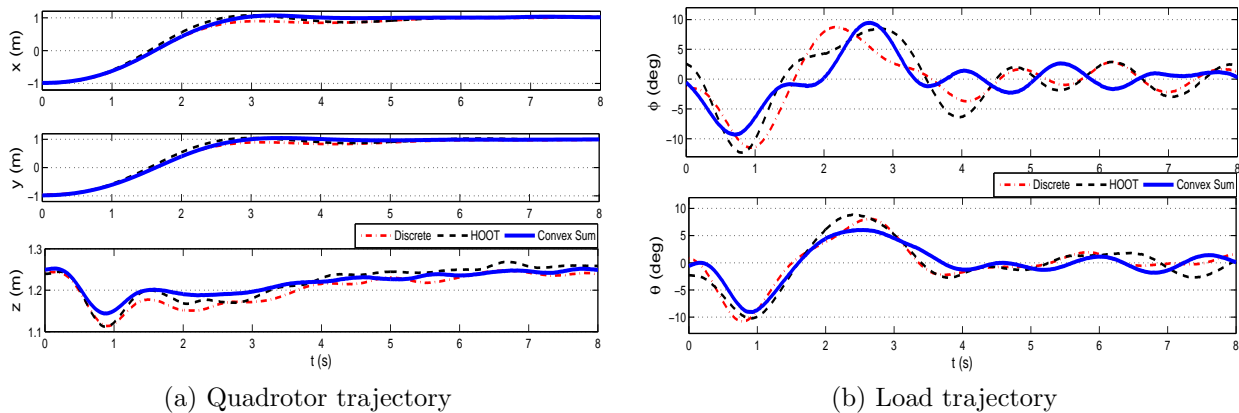 x (m)
1
0
−1
0 1 2 3 4 5 6 7 8
y (m)
1
0
−1
0 1 2 3 4 5 6 7 8
Discrete HOOT Convex Sum
z (m)
1.3
1.2
1.1
0 1 2 3 4 5 6 7 8
t (s)
(a) Quadrotor trajectory
ϕ (deg)
10
5
0
−5
−10
0 1 2 3 4 5 6 7 8
Discrete HOOT Convex Sum
θ (deg)
10
5
0
−5
−10
0 1 2 3 4 5 6 7 8
t (s)
(b) Load trajectory